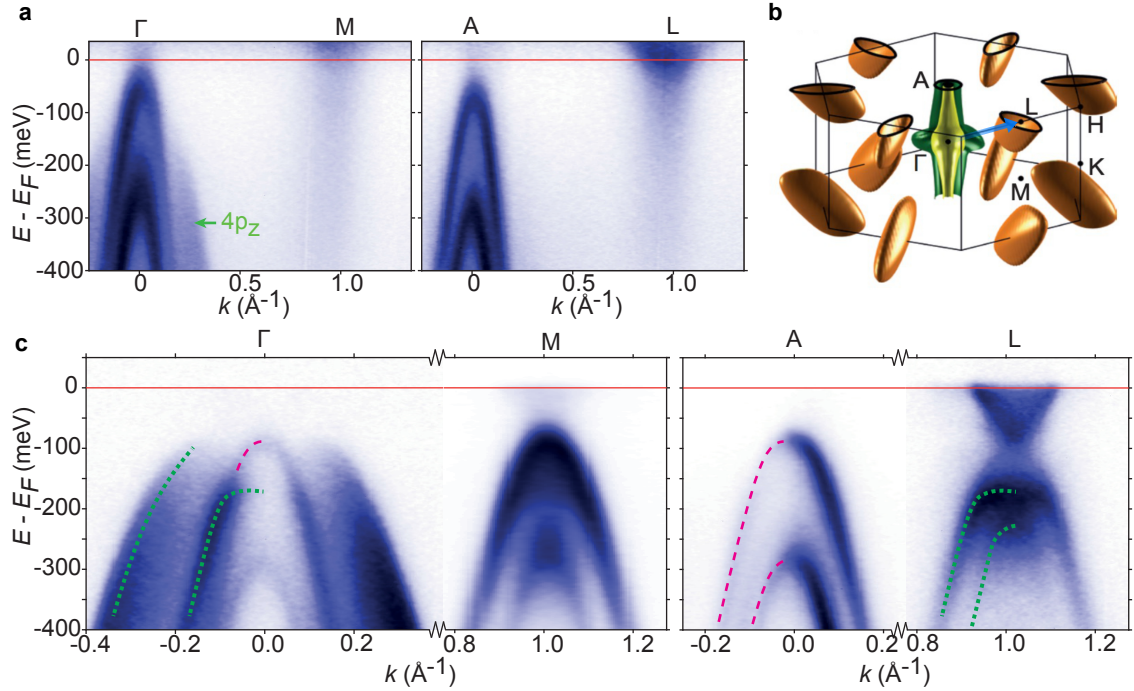 a
Γ M A L
0
-100
-200
-300
-400
E - E_F (meV)
4p_z
0 0.5 1.0 0 0.5 1.0
k (Å⁻¹) k (Å⁻¹)
b
A
L
H
Γ
K
M
c
Γ M A L
0
-100
-200
-300
-400
E - E_F (meV)
-0.4 -0.2 0.0 0.2 0.8 1.0 1.2 -0.2 0.0 0.2 0.8 1.0 1.2
k (Å⁻¹) k (Å⁻¹)